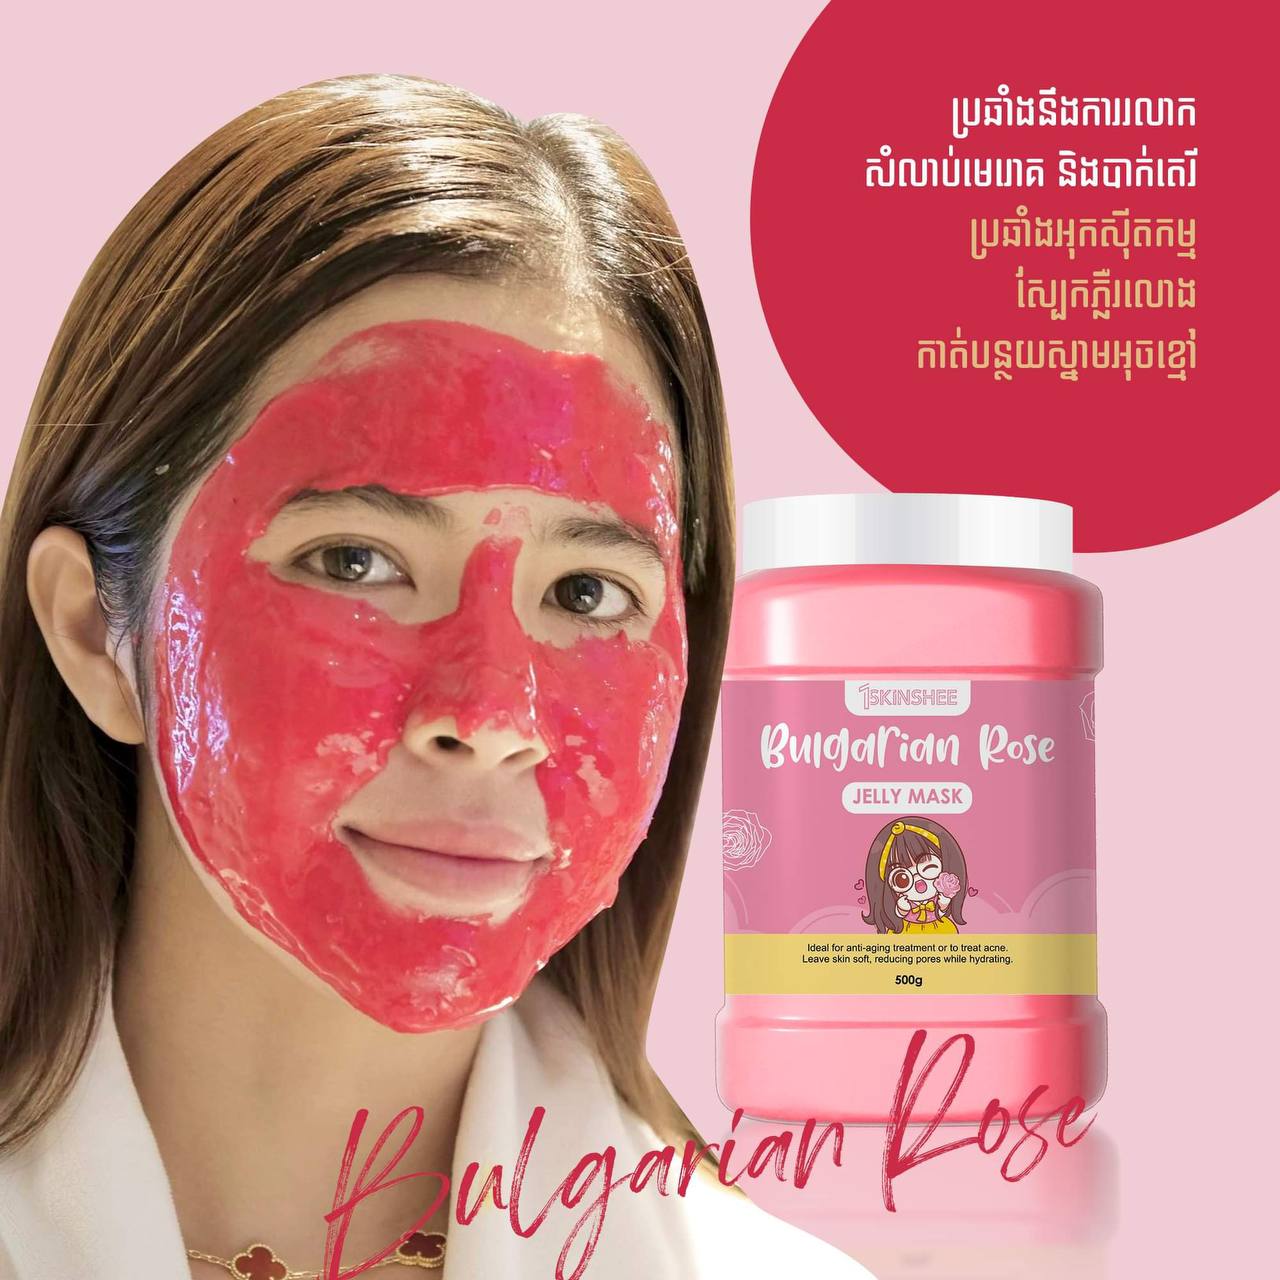 ប្រឆាំងនឹងការរលាក
សំលាប់មេរោគ និងបាក់តេរី
ប្រឆាំងអុកស៊ីតកម្ម
ស្បែកភ្លឺរលោង
កាត់បន្ថយស្នាមអុចខ្មៅ
1SKINSHEE
Bulgarian Rose
JELLY MASK
Ideal for anti-aging treatment or to treat acne.
Leave skin soft, reducing pores while hydrating.
500g
Bulgarian Rose